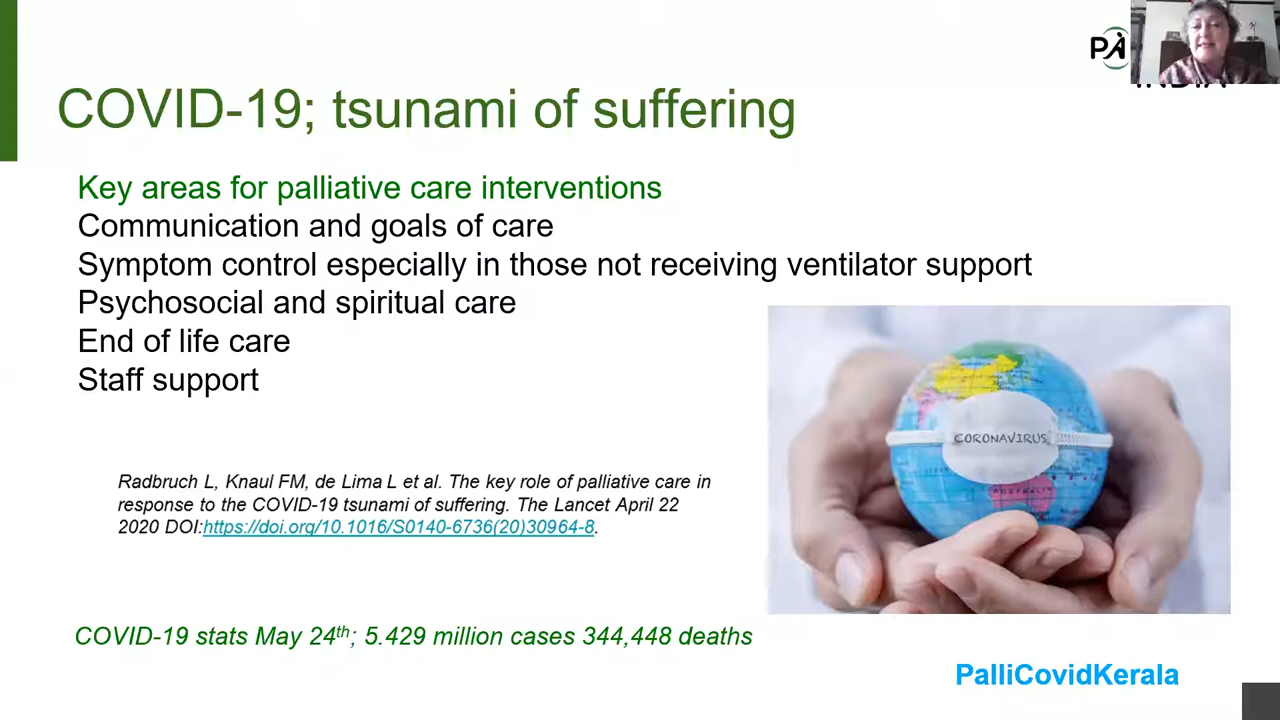 PA
COVID-19; tsunami of suffering
Key areas for palliative care interventions
Communication and goals of care
Symptom control especially in those not receiving ventilator support
Psychosocial and spiritual care
End of life care
Staff support
CORONAVIRUS
AUSTRALIA
Radbruch L, Knaul FM, de Lima L et al. The key role of palliative care in
response to the COVID-19 tsunami of suffering. The Lancet April 22
2020 DOI:https://doi.org/10.1016/S0140-6736(20)30964-8.
COVID-19 stats May 24th; 5.429 million cases 344,448 deaths
PalliCovidKerala